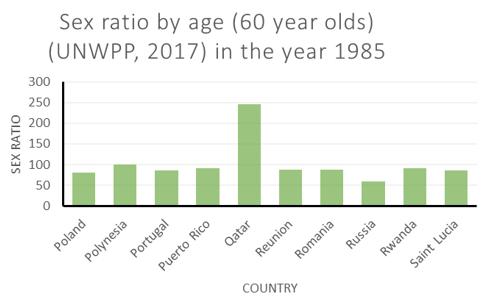 Sex ratio by age (60 year olds)
(UNWPP, 2017) in the year 1985
300
250
200
150
100
50
0
SEX RATIO
Poland
Polynesia
Portugal
Puerto Rico
Qatar
Reunion
Romania
Russia
Rwanda
Saint Lucia
COUNTRY